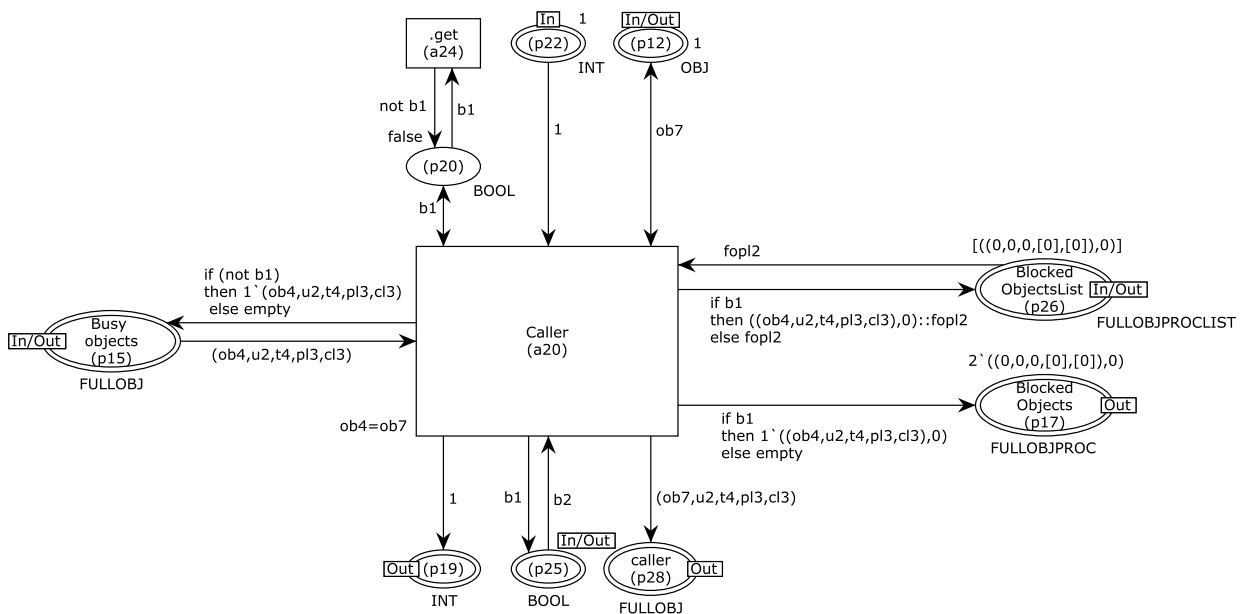 .get
(a24)
In
1
(p22)
INT
In/Out
(p12)
1
OBJ
not b1
b1
1
ob7
false
(p20)
BOOL
b1
[((0,0,0,[0],[0]),0)]
fopl2
Blocked
ObjectsList
(p26)
In/Out
FULLOBJPROCLIST
if b1
then ((ob4,u2,t4,pl3,cl3),0)::fopl2
else fopl2
if (not b1)
then 1`(ob4,u2,t4,pl3,cl3)
else empty
Busy
objects
(p15)
In/Out
FULLOBJ
(ob4,u2,t4,pl3,cl3)
Caller
(a20)
ob4=ob7
2`((0,0,0,[0],[0]),0)
Blocked
Objects
(p17)
Out
FULLOBJPROC
if b1
then 1`((ob4,u2,t4,pl3,cl3),0)
else empty
1
b1
b2
(ob7,u2,t4,pl3,cl3)
Out
(p19)
INT
In/Out
(p25)
BOOL
caller
(p28)
Out
FULLOBJ